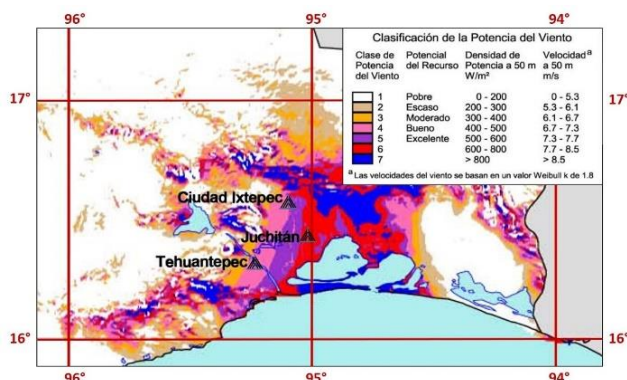 96° 95° 94°
Clasificación de la Potencia del Viento
Clase de Potencia del Viento Potencial del Recurso Densidad de Potencia a 50 m W/m² Velocidad a a 50 m m/s
1 Pobre 0 - 200 0 - 5.3
2 Escaso 200 - 300 5.3 - 6.1
3 Moderado 300 - 400 6.1 - 6.7
4 Bueno 400 - 500 6.7 - 7.3
5 Excelente 500 - 600 7.3 - 7.7
6 600 - 800 7.7 - 8.5
7 > 800 > 8.5
a Las velocidades del viento se basan en un valor Weibull k de 1.8
17° 17°
Ciudad Ixtepec
Juchitán
Tehuantepec
16° 16°
96° 95° 94°